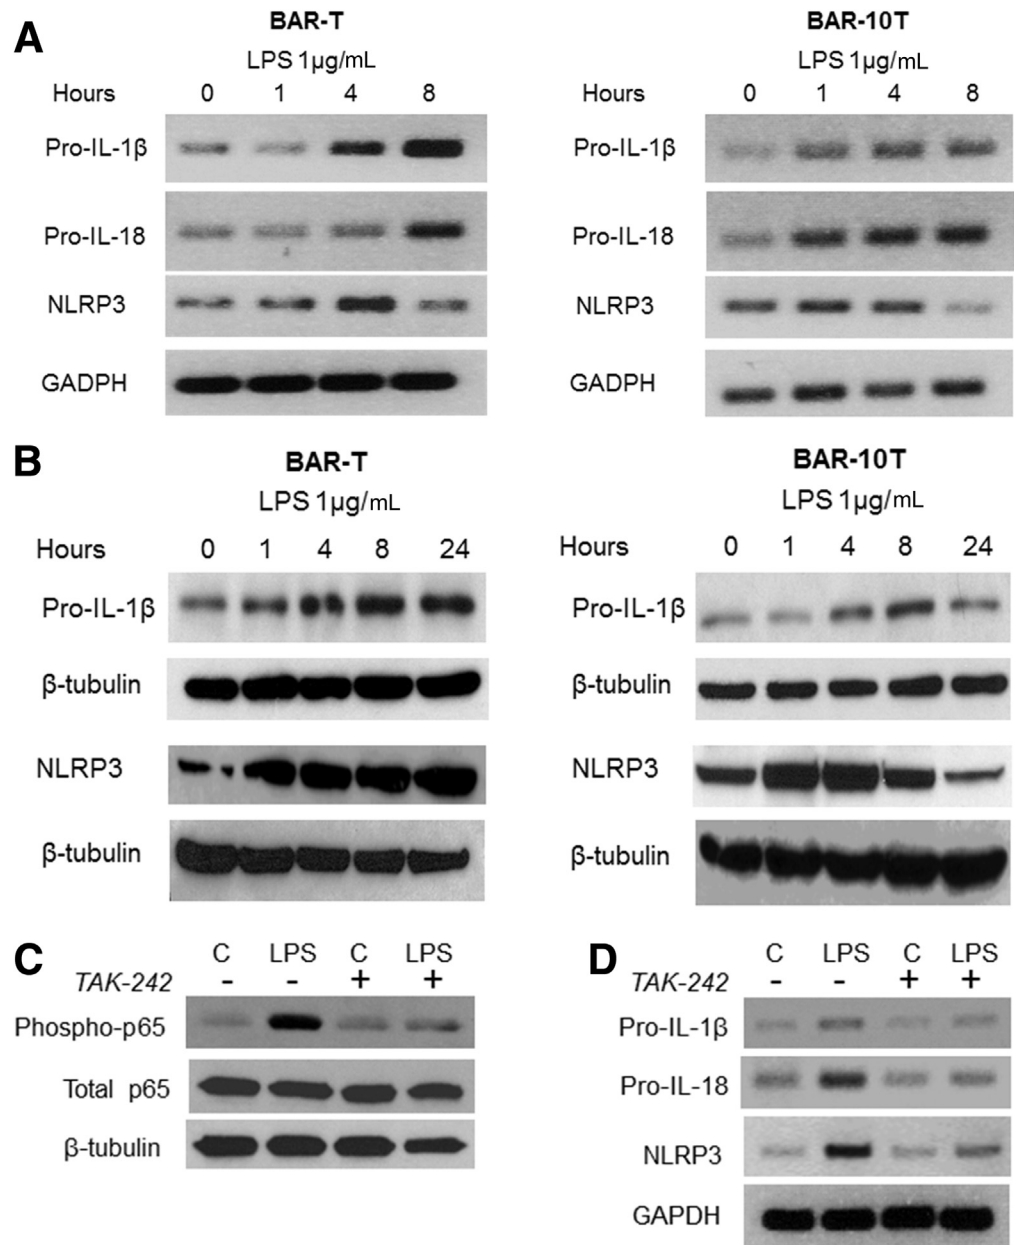 A
BAR-T
LPS 1µg/mL
Hours 0 1 4 8
Pro-IL-1β
Pro-IL-18
NLRP3
GADPH
BAR-10T
LPS 1µg/mL
Hours 0 1 4 8
Pro-IL-1β
Pro-IL-18
NLRP3
GADPH
B
BAR-T
LPS 1µg/mL
Hours 0 1 4 8 24
Pro-IL-1β
β-tubulin
NLRP3
β-tubulin
BAR-10T
LPS 1µg/mL
Hours 0 1 4 8 24
Pro-IL-1β
β-tubulin
NLRP3
β-tubulin
C
C LPS C LPS
TAK-242 - - + +
Phospho-p65
Total p65
β-tubulin
D
C LPS C LPS
TAK-242 - - + +
Pro-IL-1β
Pro-IL-18
NLRP3
GAPDH